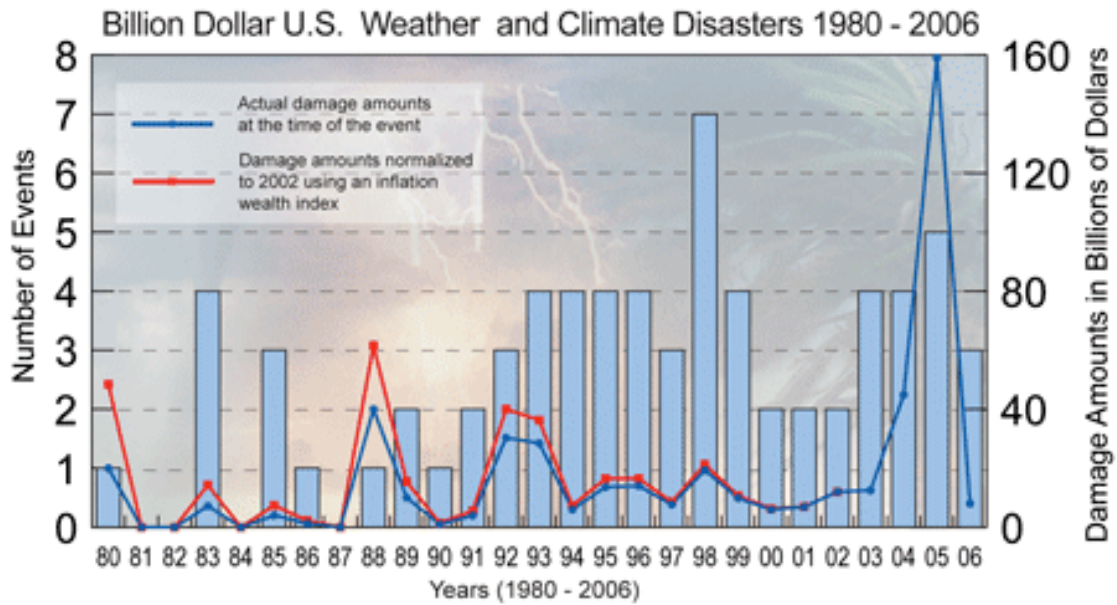 Billion Dollar U.S. Weather and Climate Disasters 1980 - 2006
8
7
6
5
4
3
2
1
0
Number of Events
Actual damage amounts
at the time of the event
Damage amounts normalized
to 2002 using an inflation
wealth index
160
120
80
40
0
Damage Amounts in Billions of Dollars
80 81 82 83 84 85 86 87 88 89 90 91 92 93 94 95 96 97 98 99 00 01 02 03 04 05 06
Years (1980 - 2006)